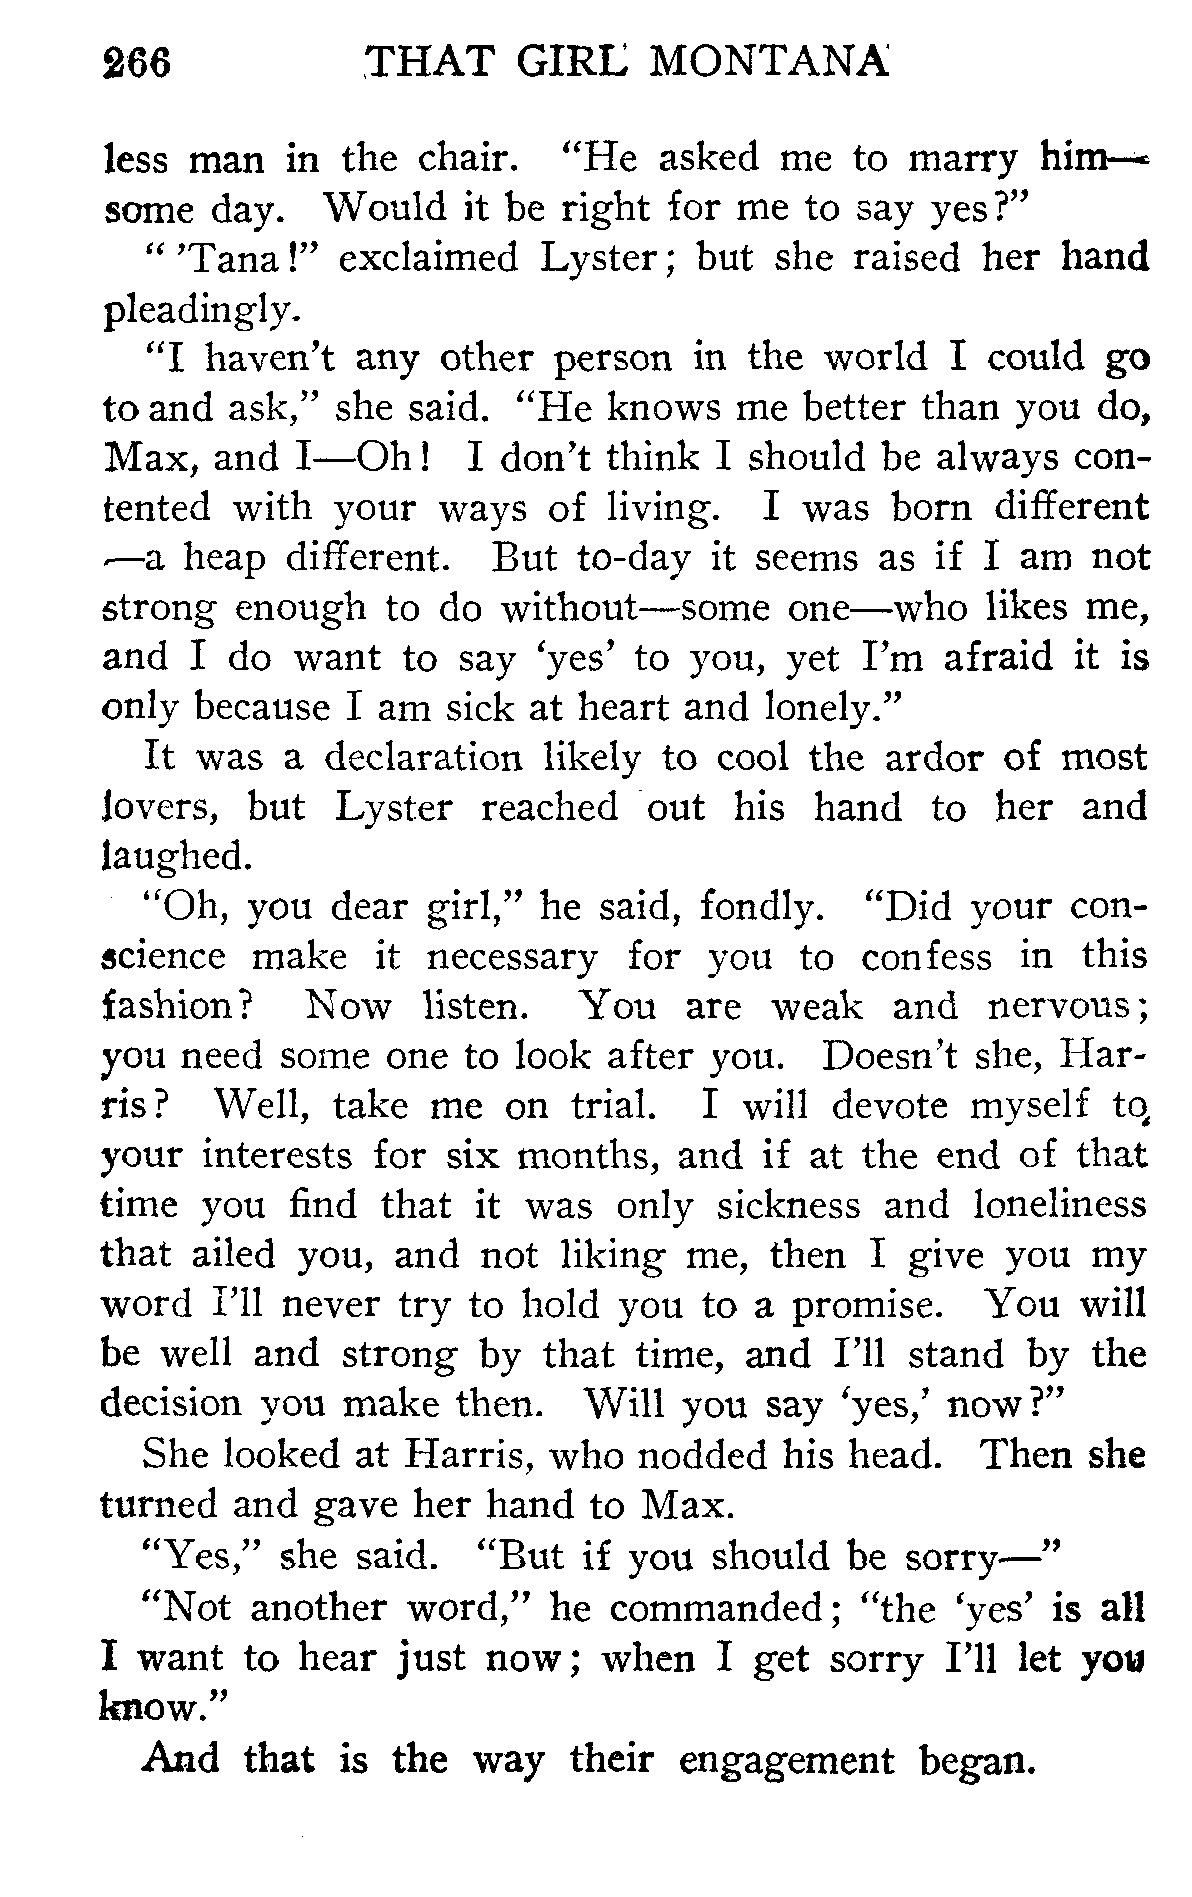 266 THAT GIRL MONTANA
less man in the chair. “He asked me to marry him—
some day. Would it be right for me to say yes?”
“ ’Tana!” exclaimed Lyster; but she raised her hand
pleadingly.
“I haven’t any other person in the world I could go
to and ask,” she said. “He knows me better than you do,
Max, and I—Oh! I don’t think I should be always con-
tented with your ways of living. I was born different
—a heap different. But to-day it seems as if I am not
strong enough to do without—some one—who likes me,
and I do want to say ‘yes’ to you, yet I’m afraid it is
only because I am sick at heart and lonely.”
It was a declaration likely to cool the ardor of most
lovers, but Lyster reached out his hand to her and
laughed.
“Oh, you dear girl,” he said, fondly. “Did your con-
science make it necessary for you to confess in this
fashion? Now listen. You are weak and nervous;
you need some one to look after you. Doesn’t she, Har-
ris? Well, take me on trial. I will devote myself to
your interests for six months, and if at the end of that
time you find that it was only sickness and loneliness
that ailed you, and not liking me, then I give you my
word I’ll never try to hold you to a promise. You will
be well and strong by that time, and I’ll stand by the
decision you make then. Will you say ‘yes,’ now?”
She looked at Harris, who nodded his head. Then she
turned and gave her hand to Max.
“Yes,” she said. “But if you should be sorry—”
“Not another word,” he commanded; “the ‘yes’ is all
I want to hear just now; when I get sorry I’ll let you
know.”
And that is the way their engagement began.